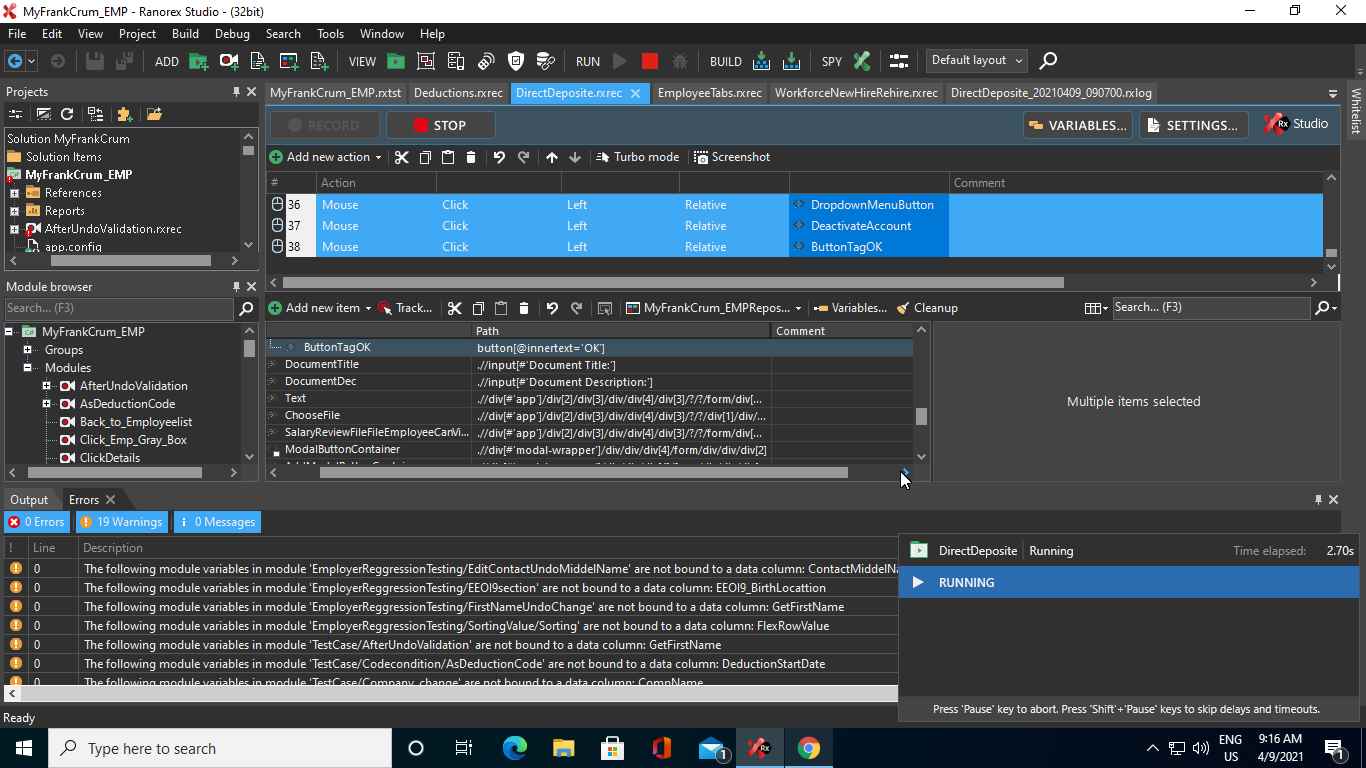 MyFrankCrum_EMP - Ranorex Studio - (32bit)
File Edit View Project Build Debug Search Tools Window Help
ADD VIEW RUN BUILD SPY Default layout
Projects
MyFrankCrum_EMP.rxtst Deductions.rxrec DirectDeposite.rxrec EmployeeTabs.rxrec WorkforceNewHireRehire.rxrec DirectDeposite_20210409_090700.rxlog
Whitelist
RECORD STOP VARIABLES... SETTINGS... Rx Studio
Solution MyFrankCrum
Solution Items
MyFrankCrum_EMP
References
Reports
AfterUndoValidation.rxrec
app.config
Add new action Turbo mode Screenshot
# Action Comment
36 Mouse Click Left Relative DropdownMenuButton
37 Mouse Click Left Relative DeactivateAccount
38 Mouse Click Left Relative ButtonTagOK
Module browser
Search... (F3)
MyFrankCrum_EMP
Groups
Modules
AfterUndoValidation
AsDeductionCode
Back_to_Employeelist
Click_Emp_Gray_Box
ClickDetails
Add new item Track... MyFrankCrum_EMPRepos... Variables... Cleanup Search... (F3)
Path Comment
ButtonTagOK button[@innertext='OK']
DocumentTitle .//input[#'Document Title:']
DocumentDec .//input[#'Document Description:']
Text .//div[#'app']/div[2]/div[3]/div/div[4]/div[3]/?/?/form/div[...
ChooseFile .//div[#'app']/div[2]/div[3]/div/div[4]/div[3]/?/?/div[1]/div/...
SalaryReviewFileFileEmployeeCanVi... .//div[#'app']/div[2]/div[3]/div/div[4]/div[3]/?/?/form/div[...
ModalButtonContainer .//div[#'modal-wrapper']/div/div/div[4]/form/div/div/div[2]
Multiple items selected
Output Errors
0 Errors 19 Warnings 0 Messages
! Line Description
0 The following module variables in module 'EmployerReggressionTesting/EditContactUndoMiddelName' are not bound to a data column: ContactMiddelNa
0 The following module variables in module 'EmployerReggressionTesting/EEOI9section' are not bound to a data column: EEOI9_BirthLocattion
0 The following module variables in module 'EmployerReggressionTesting/FirstNameUndoChange' are not bound to a data column: GetFirstName
0 The following module variables in module 'EmployerReggressionTesting/SortingValue/Sorting' are not bound to a data column: FlexRowValue
0 The following module variables in module 'TestCase/AfterUndoValidation' are not bound to a data column: GetFirstName
0 The following module variables in module 'TestCase/Codecondition/AsDeductionCode' are not bound to a data column: DeductionStartDate
0 The following module variables in module 'TestCase/Company_change' are not bound to a data column: CompName
DirectDeposite Running Time elapsed: 2.70s
RUNNING
Press 'Pause' key to abort. Press 'Shift'+'Pause' keys to skip delays and timeouts.
Ready
Type here to search
1
Rx
ENG
US
9:16 AM
4/9/2021
1